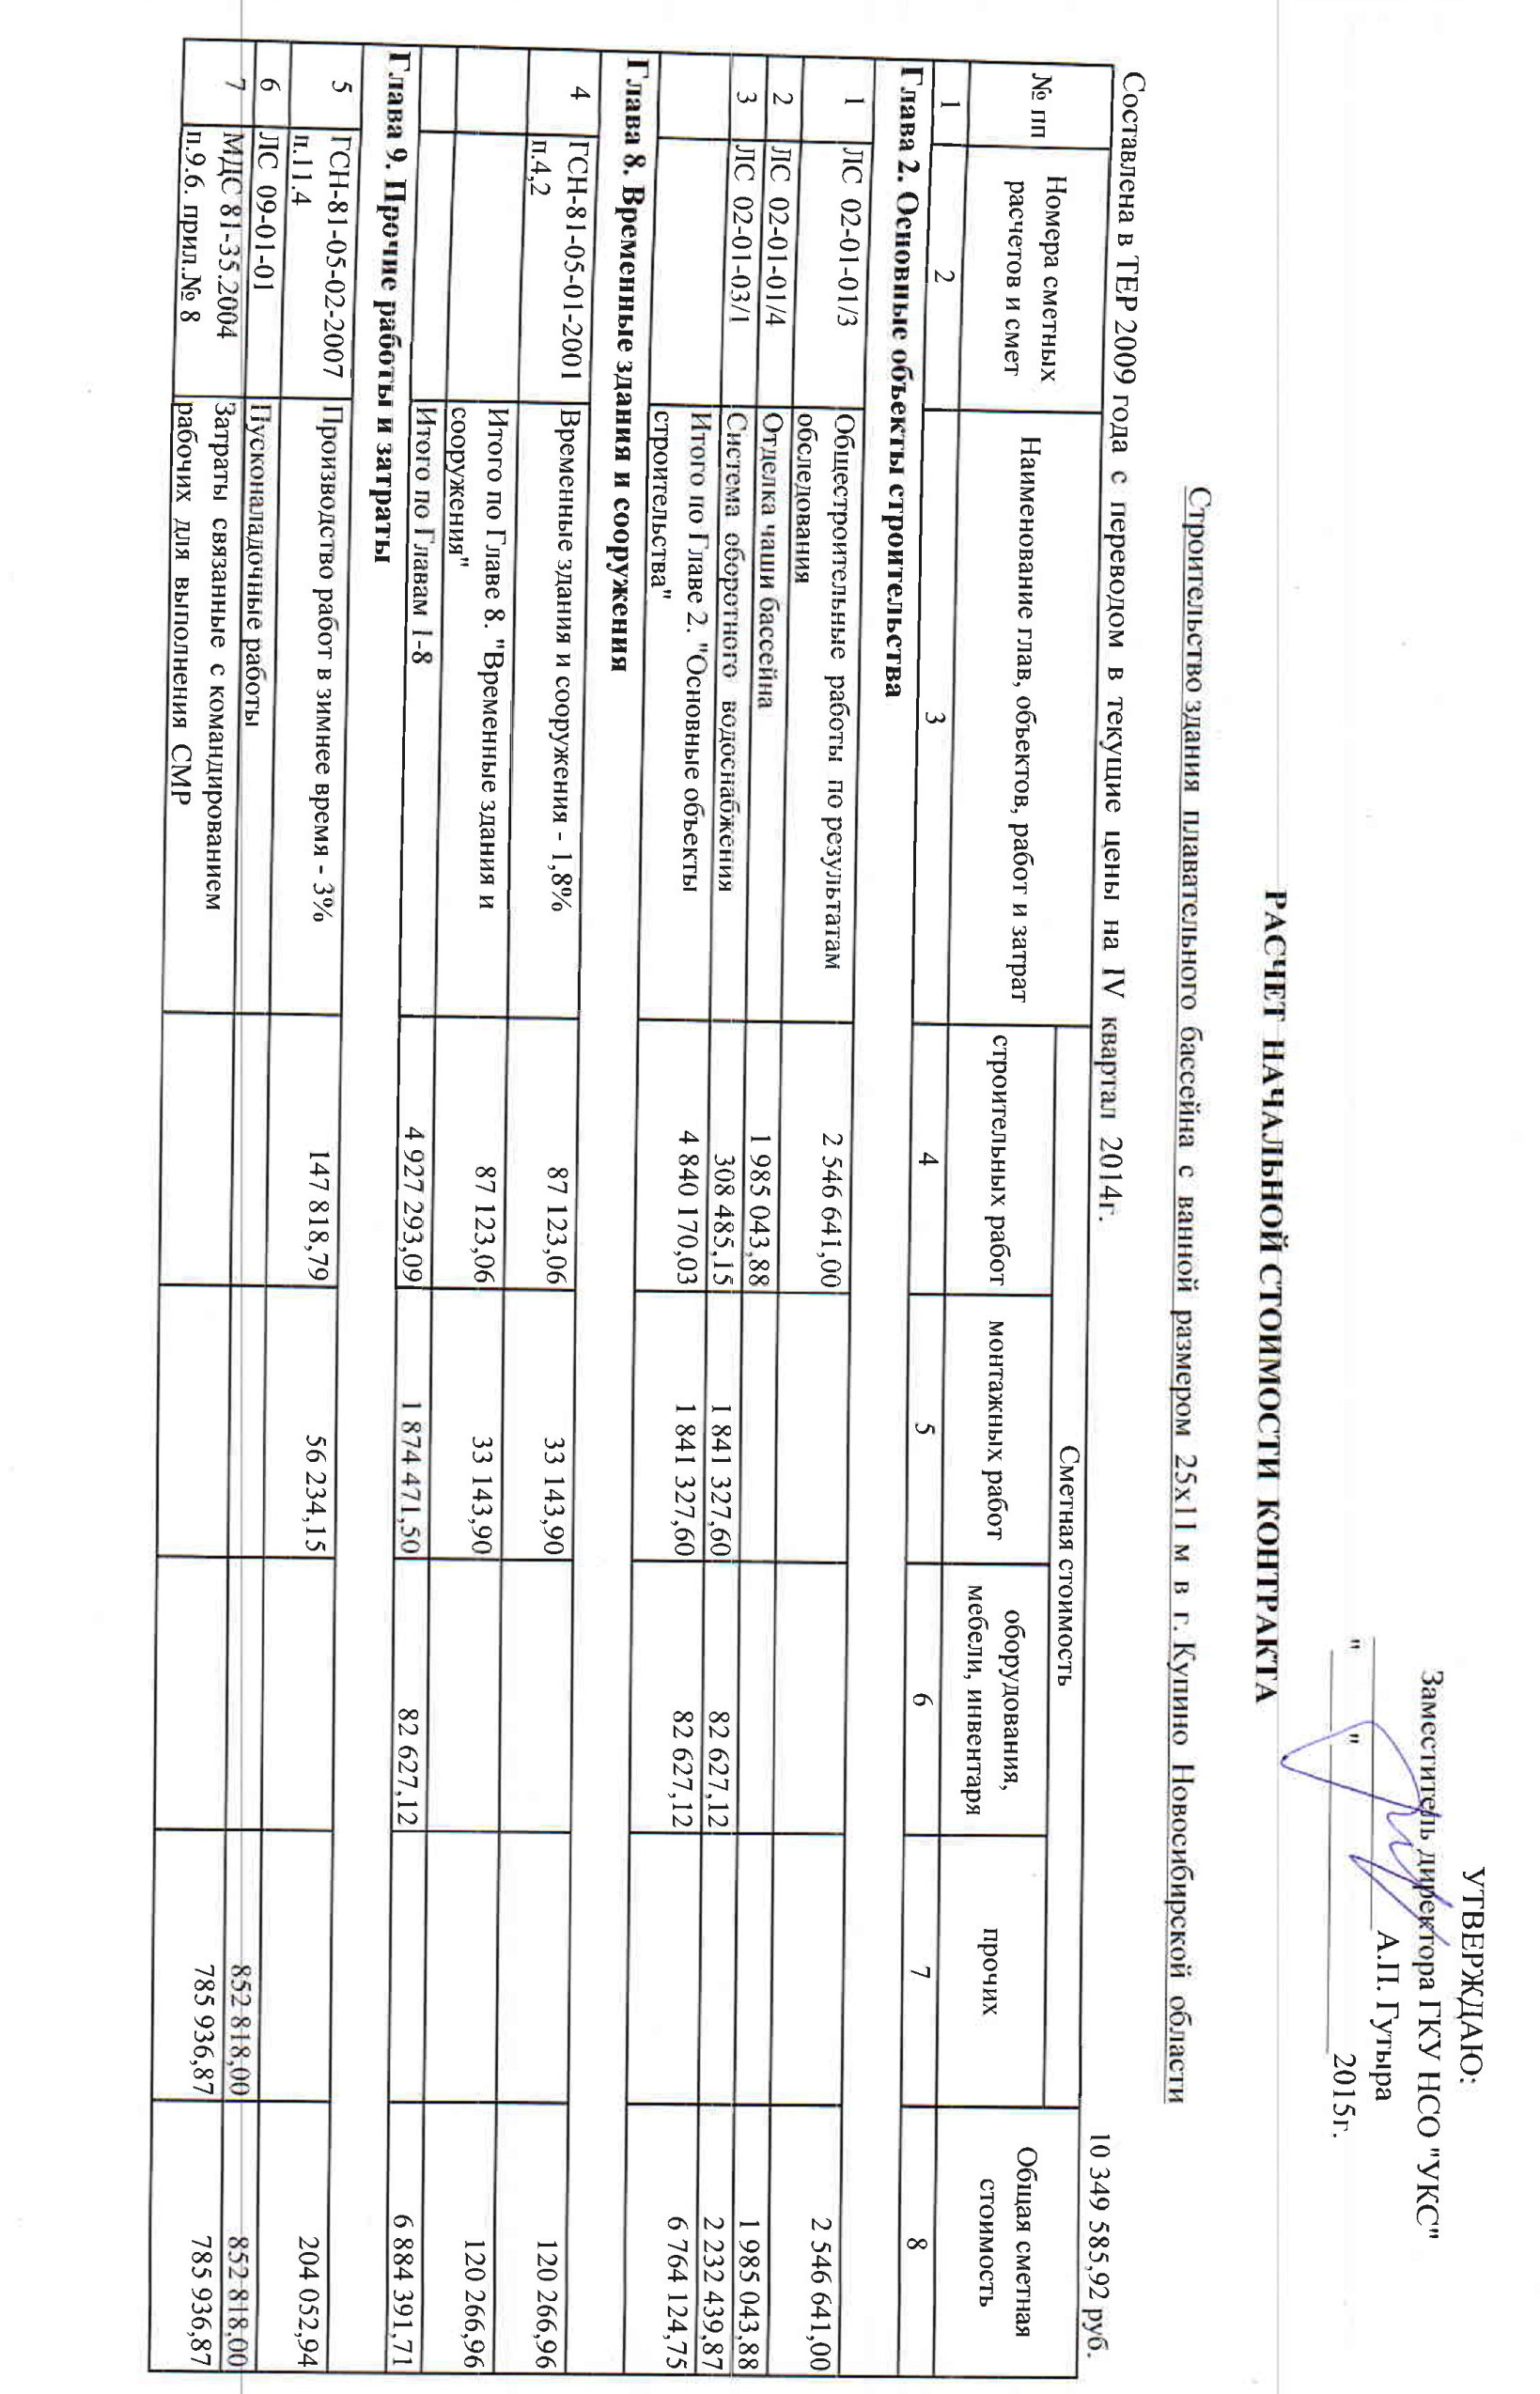 УТВЕРЖДАЮ:
Заместитель директора ГКУ НСО "УКС"
А.П. Гутыра
" " 2015г.
РАСЧЕТ НАЧАЛЬНОЙ СТОИМОСТИ КОНТРАКТА
Строительство здания плавательного бассейна с ванной размером 25х11 м в г. Купино Новосибирской области
10 349 585,92 руб.
Составлена в ТЕР 2009 года с переводом в текущие цены на IV квартал 2014г.
№ пп
Номера сметных
расчетов и смет
Наименование глав, объектов, работ и затрат
Сметная стоимость
строительных работ
монтажных работ
оборудования,
мебели, инвентаря
прочих
Общая сметная
стоимость
1 2 3 4 5 6 7 8
Глава 2. Основные объекты строительства
1 ЛС 02-01-01/3 Общестроительные работы по результатам 2 546 641,00 2 546 641,00
обследования
2 ЛС 02-01-01/4 Отделка чаши бассейна 1 985 043,88 1 985 043,88
3 ЛС 02-01-03/1 Система оборотного водоснабжения 308 485,15 1 841 327,60 82 627,12 2 232 439,87
Итого по Главе 2. "Основные объекты 4 840 170,03 1 841 327,60 82 627,12 6 764 124,75
строительства"
Глава 8. Временные здания и сооружения
4 ГСН-81-05-01-2001 Временные здания и сооружения - 1,8% 87 123,06 33 143,90 120 266,96
п.4,2
Итого по Главе 8. "Временные здания и 87 123,06 33 143,90 120 266,96
сооружения"
Итого по Главам 1-8 4 927 293,09 1 874 471,50 82 627,12 6 884 391,71
Глава 9. Прочие работы и затраты
5 ГСН-81-05-02-2007 Производство работ в зимнее время - 3% 147 818,79 56 234,15 204 052,94
п.11.4
6 ЛС 09-01-01 Пусконаладочные работы 852 818,00 852 818,00
7 МДС 81-35.2004 Затраты связанные с командированием 785 936,87 785 936,87
п.9.6. прил.№ 8 рабочих для выполнения СМР